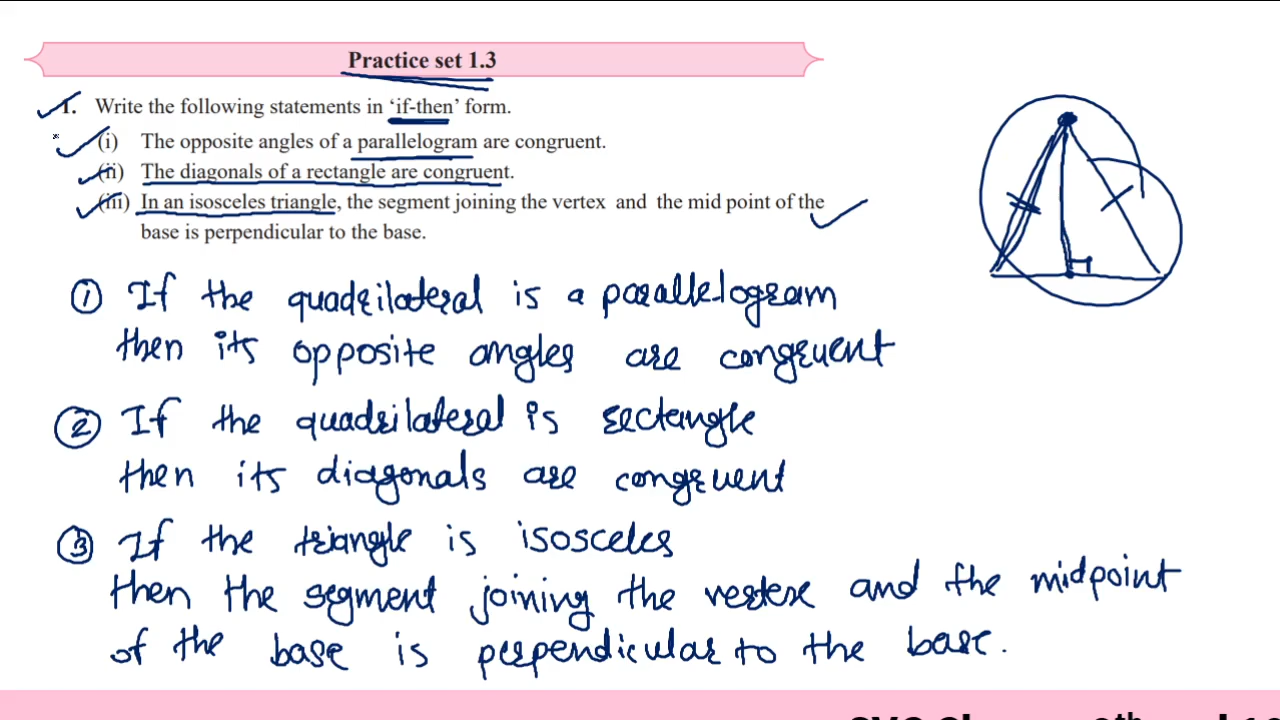 Practice set 1.3
1. Write the following statements in ‘if-then’ form.
(i) The opposite angles of a parallelogram are congruent.
(ii) The diagonals of a rectangle are congruent.
(iii) In an isosceles triangle, the segment joining the vertex and the mid point of the
base is perpendicular to the base.
① If the quadrilateral is a parallelogram
then its opposite angles are congruent
② If the quadrilateral is rectangle
then its diagonals are congruent
③ If the triangle is isosceles
then the segment joining the vertex and the midpoint
of the base is perpendicular to the base.